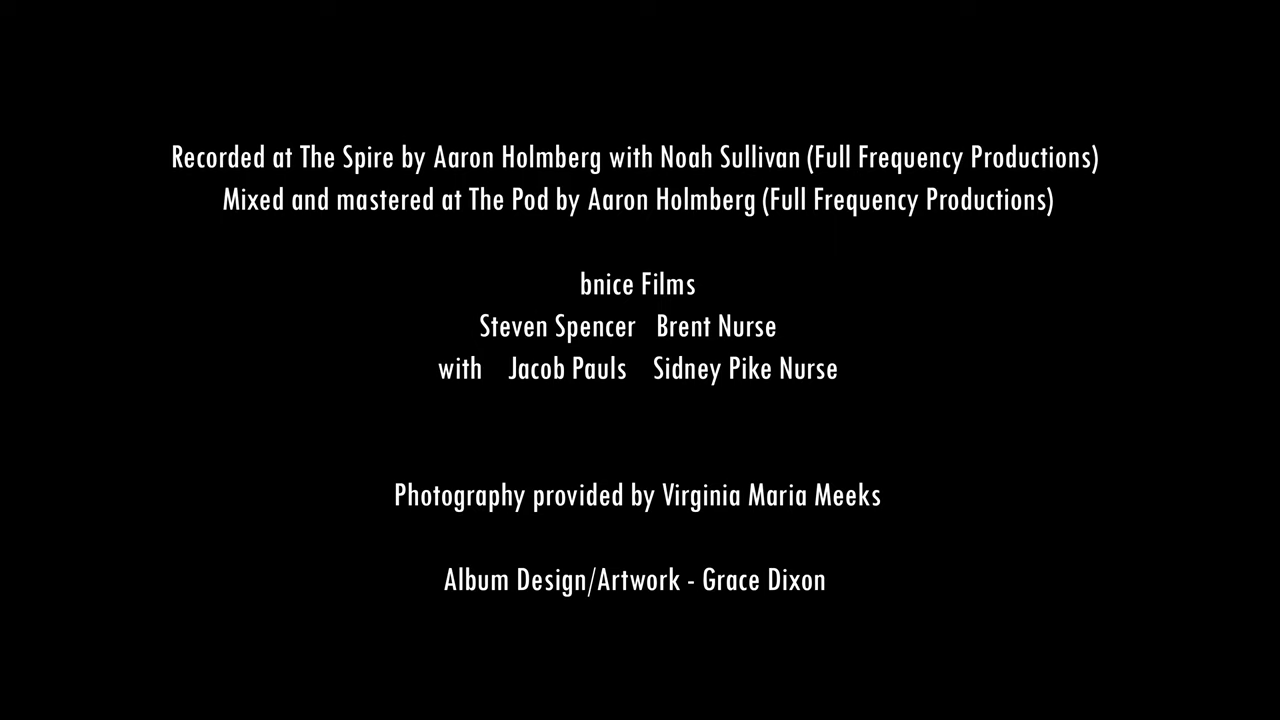 Recorded at The Spire by Aaron Holmberg with Noah Sullivan (Full Frequency Productions)
Mixed and mastered at The Pod by Aaron Holmberg (Full Frequency Productions)
bnice Films
Steven Spencer Brent Nurse
with Jacob Pauls Sidney Pike Nurse
Photography provided by Virginia Maria Meeks
Album Design/Artwork - Grace Dixon